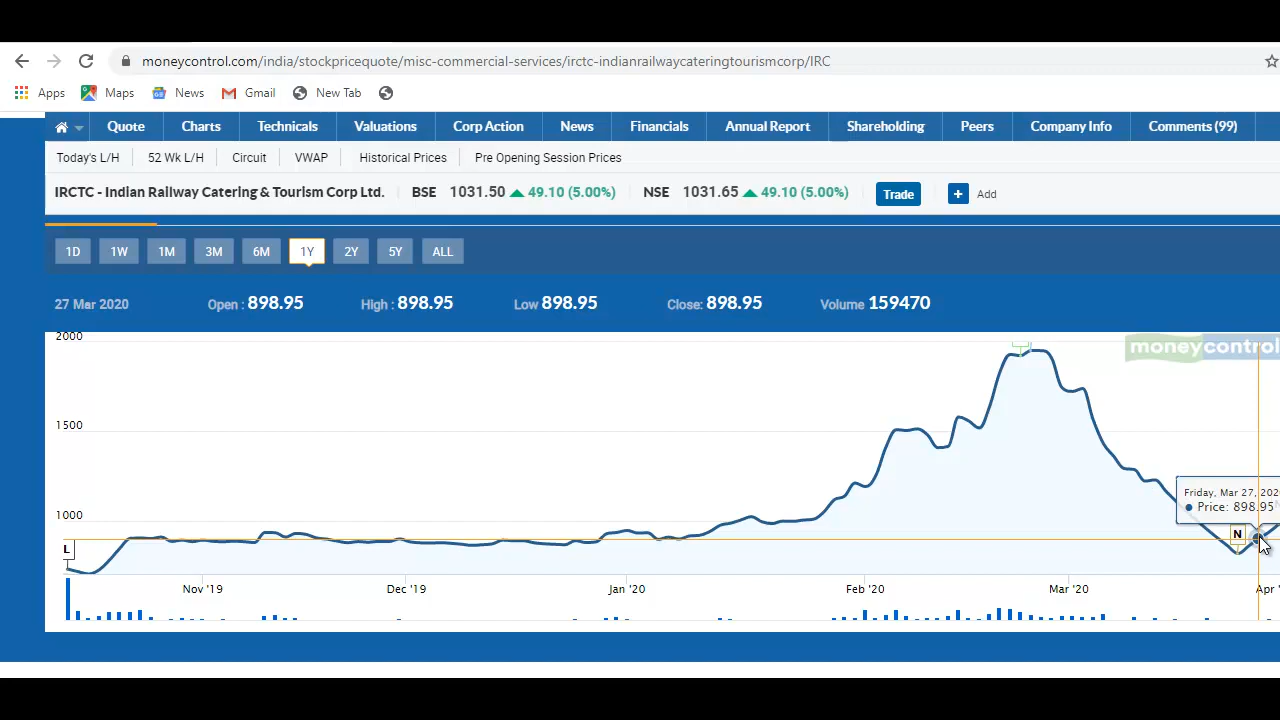 moneycontrol.com/india/stockpricequote/misc-commercial-services/irctc-indianrailwaycateringtourismcorp/IRC
Apps Maps News Gmail New Tab
Quote Charts Technicals Valuations Corp Action News Financials Annual Report Shareholding Peers Company Info Comments (99)
Today's L/H 52 Wk L/H Circuit VWAP Historical Prices Pre Opening Session Prices
IRCTC - Indian Railway Catering & Tourism Corp Ltd. BSE 1031.50 49.10 (5.00%) NSE 1031.65 49.10 (5.00%) Trade + Add
1D 1W 1M 3M 6M 1Y 2Y 5Y ALL
27 Mar 2020 Open : 898.95 High : 898.95 Low 898.95 Close: 898.95 Volume 159470
2000
moneycontrol
1500
Friday, Mar 27, 202
Price: 898.95
1000
N
L
Nov '19 Dec '19 Jan '20 Feb '20 Mar '20 Apr '